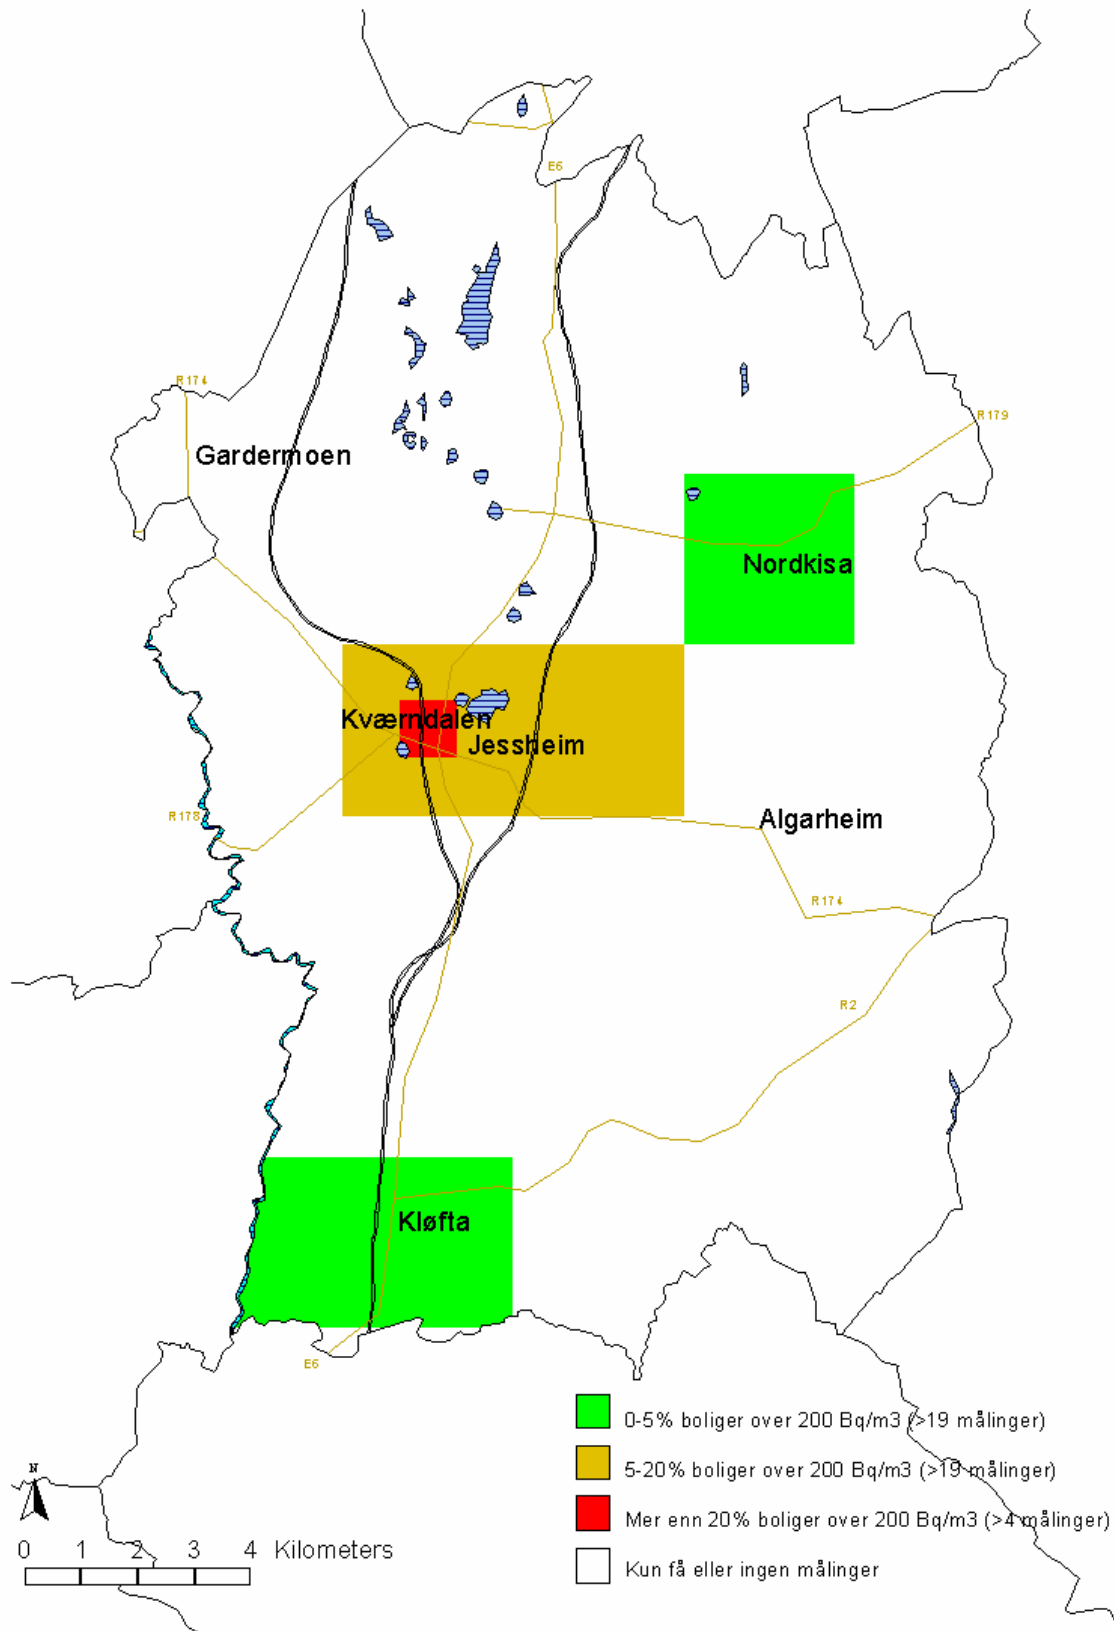 E6
R174
R179
Gardermoen
Nordkisa
Kværndalen
Jessheim
R178
Algarheim
R174
R2
Kløfta
E6
0-5% boliger over 200 Bq/m3 (>19 målinger)
5-20% boliger over 200 Bq/m3 (>19 målinger)
Mer enn 20% boliger over 200 Bq/m3 (>4 målinger)
Kun få eller ingen målinger
N
0 1 2 3 4 Kilometers